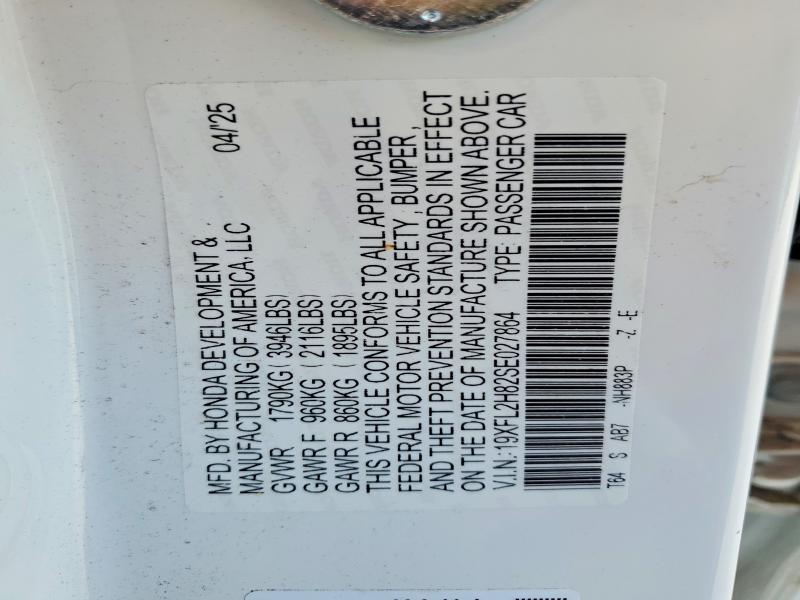 MFD. BY HONDA DEVELOPMENT & 04/'25
MANUFACTURING OF AMERICA, LLC
GVWR 1790KG ( 3946LBS)
GAWR F 960KG ( 2116LBS)
GAWR R 860KG ( 1895LBS)
THIS VEHICLE CONFORMS TO ALL APPLICABLE
FEDERAL MOTOR VEHICLE SAFETY , BUMPER ,
AND THEFT PREVENTION STANDARDS IN EFFECT
ON THE DATE OF MANUFACTURE SHOWN ABOVE.
V.I.N:19XFL2H82SE027864 TYPE: PASSENGER CAR
T64 S AB7 -NH883P -Z -E